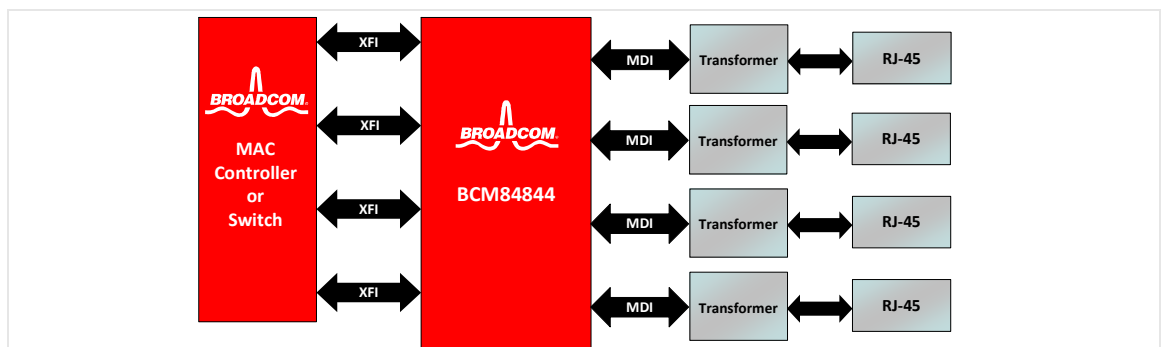 BROADCOM®
MAC
Controller
or
Switch
XFI
XFI
XFI
XFI
BROADCOM®
BCM84844
MDI
Transformer
RJ-45
MDI
Transformer
RJ-45
MDI
Transformer
RJ-45
MDI
Transformer
RJ-45